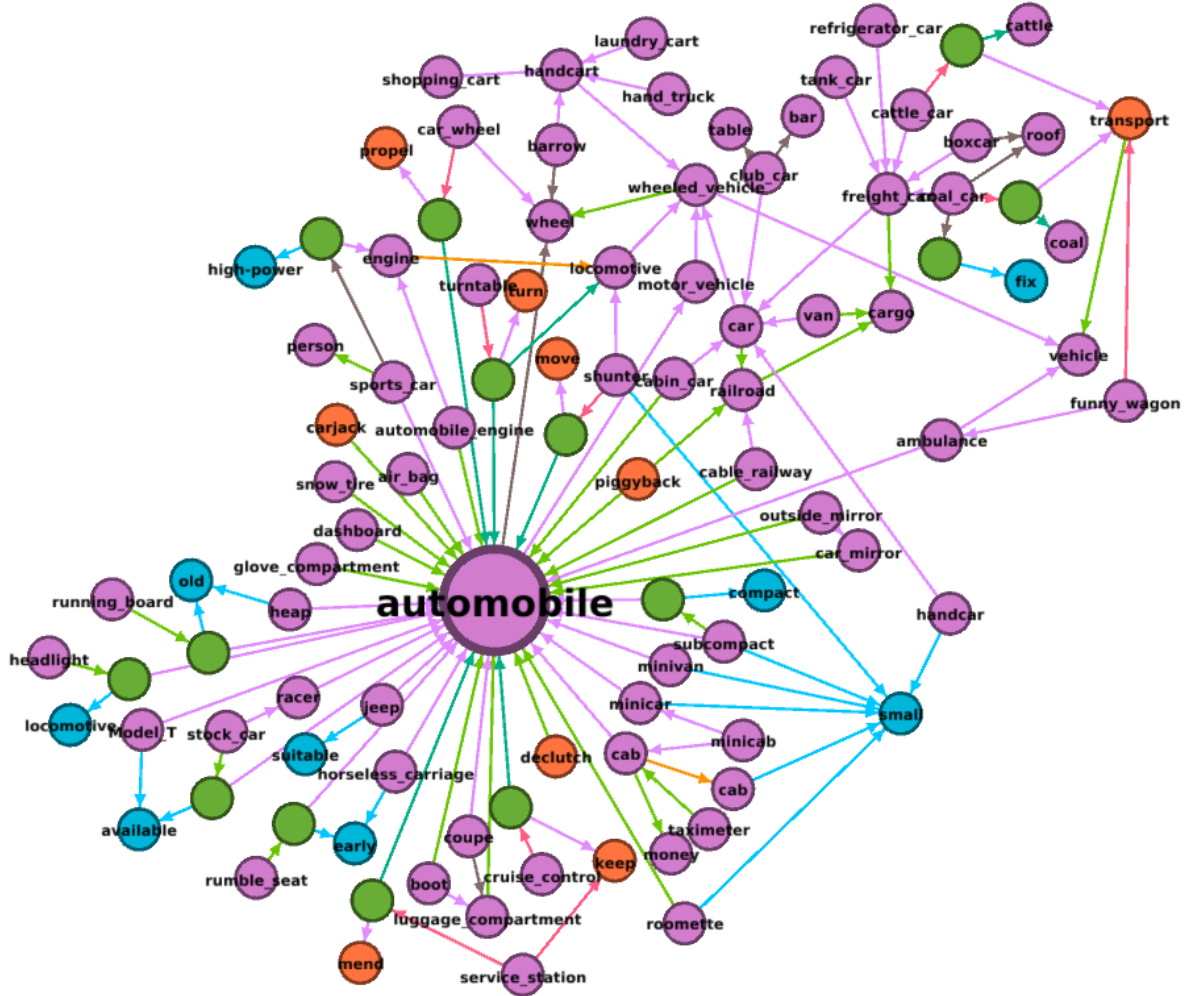 refrigerator_car
cattle
laundry_cart
shopping_cart
handcart
tank_car
hand_truck
cattle_car
transport
car_wheel
table
bar
propel
barrow
boxcar
roof
club_car
wheeled_vehicle
freight_car
coal_car
wheel
coal
high-power
engine
locomotive
turntable
turn
motor_vehicle
fix
person
car
van
cargo
move
vehicle
sports_car
shunter
cabin_car
railroad
funny_wagon
carjack
automobile_engine
ambulance
snow_tire
air_bag
piggyback
cable_railway
dashboard
outside_mirror
car_mirror
glove_compartment
old
running_board
heap
automobile
compact
handcar
headlight
subcompact
minivan
locomotive
Model_T
racer
jeep
minicar
small
stock_car
suitable
declutch
cab
minicab
horseless_carriage
cab
available
early
coupe
taximeter
money
keep
rumble_seat
boot
cruise_control
luggage_compartment
roomette
mend
service_station